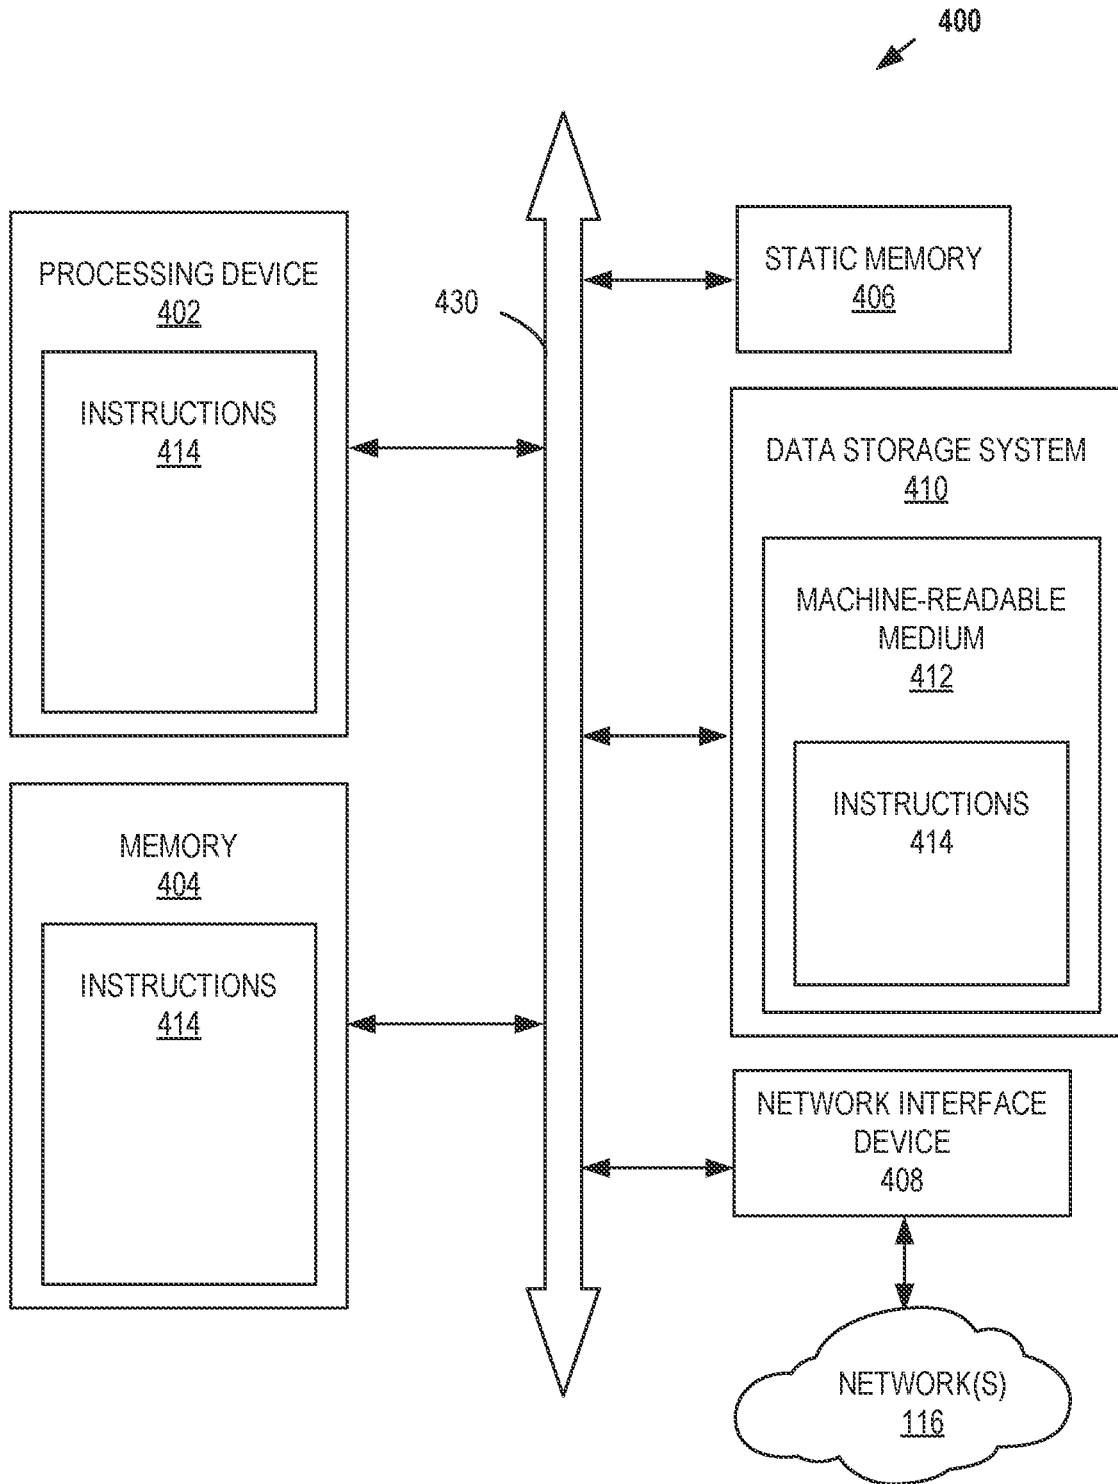 400
PROCESSING DEVICE
402
INSTRUCTIONS
414
430
STATIC MEMORY
406
DATA STORAGE SYSTEM
410
MACHINE-READABLE
MEDIUM
412
INSTRUCTIONS
414
MEMORY
404
INSTRUCTIONS
414
NETWORK INTERFACE
DEVICE
408
NETWORK(S)
116